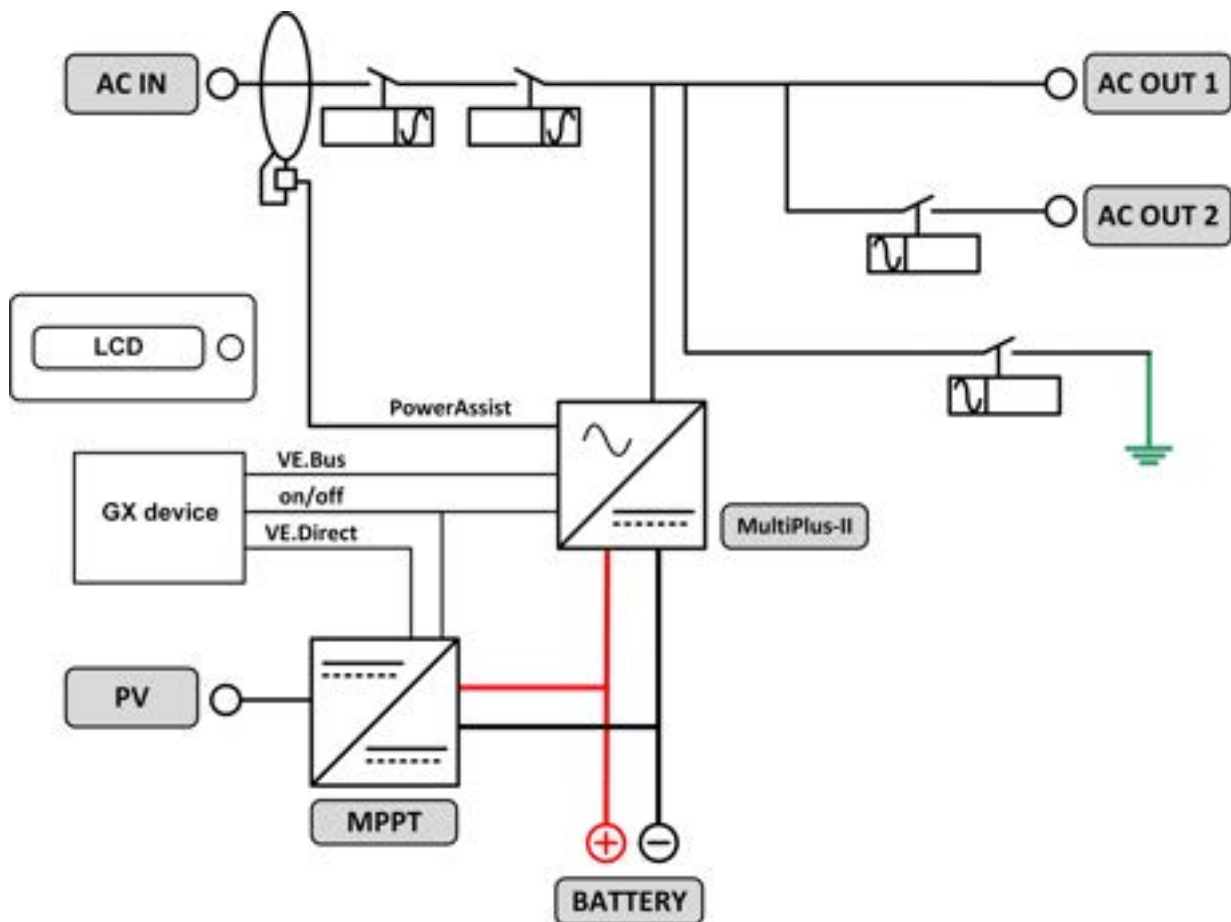 AC IN
AC OUT 1
AC OUT 2
LCD
PowerAssist
VE.Bus
on/off
GX device
VE.Direct
MultiPlus-II
PV
MPPT
BATTERY